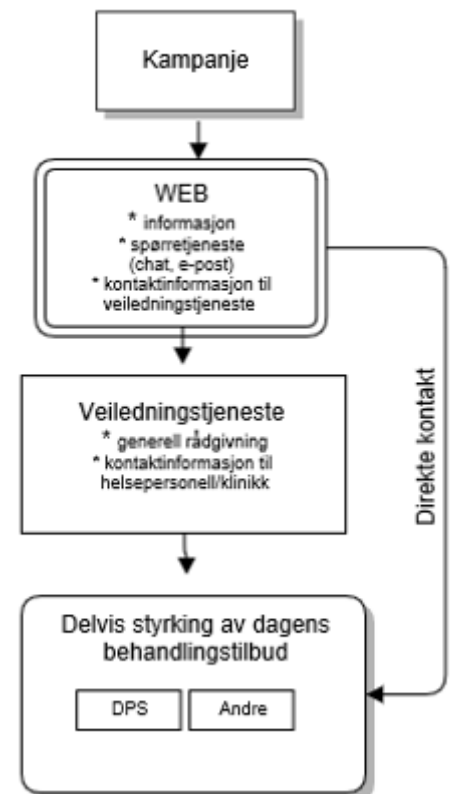 Kampanje
WEB
* informasjon
* spørretjeneste
(chat, e-post)
* kontaktinformasjon til
veiledningstjeneste
Veiledningstjeneste
* generell rådgivning
* kontaktinformasjon til
helsepersonell/klinikk
Direkte kontakt
Delvis styrking av dagens
behandlingstilbud
DPS
Andre